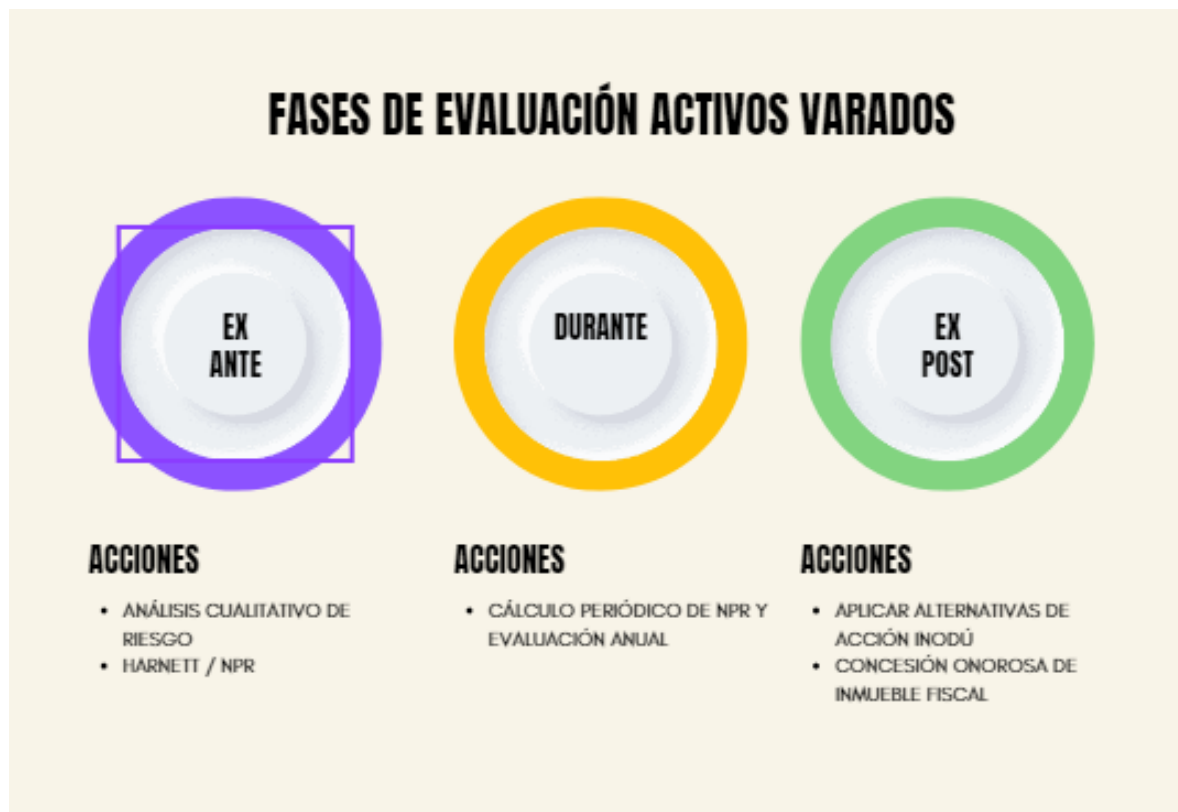 FASES DE EVALUACIÓN ACTIVOS VARADOS
EX
ANTE
DURANTE
EX
POST
ACCIONES
• ANÁLISIS CUALITATIVO DE
RIESGO
• HARNETT / NPR
ACCIONES
• CÁLCULO PERIÓDICO DE NPR Y
EVALUACIÓN ANUAL
ACCIONES
• APLICAR ALTERNATIVAS DE
ACCIÓN INODÚ
• CONCESIÓN ONOROSA DE
INMUEBLE FISCAL